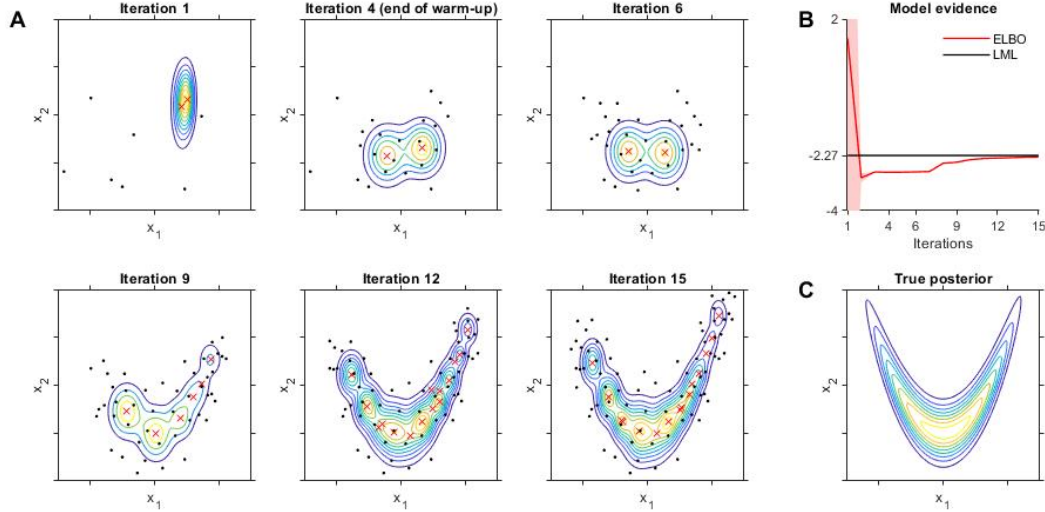 A
Iteration 1
x2
x1
Iteration 4 (end of warm-up)
x2
x1
Iteration 6
x2
x1
B
Model evidence
2
-2.27
-4
ELBO
LML
1 4 6 9 12 15
Iterations
Iteration 9
x2
x1
Iteration 12
x2
x1
Iteration 15
x2
x1
C
True posterior
x2
x1